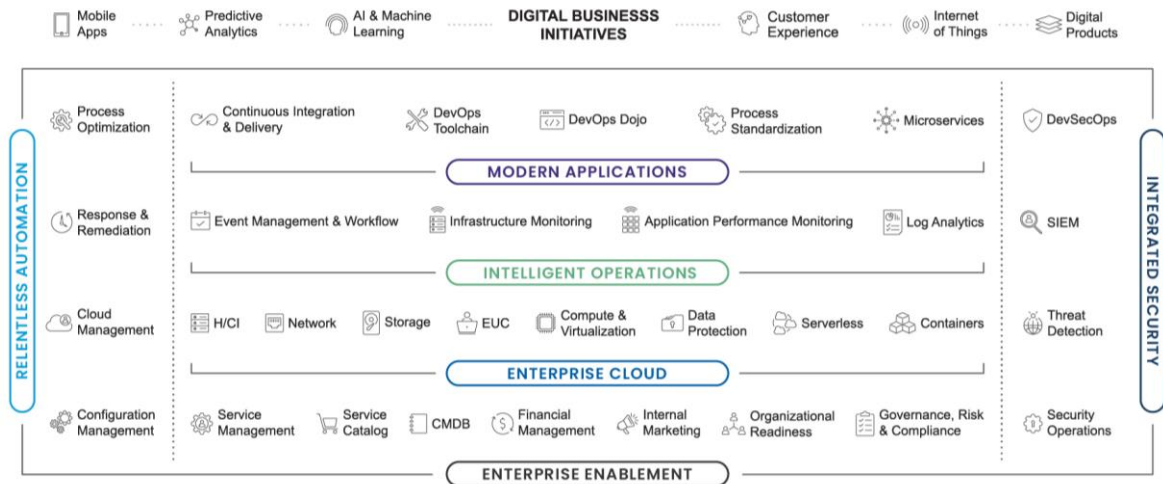 Mobile
Apps
Predictive
Analytics
AI & Machine
Learning
DIGITAL BUSINESSS
INITIATIVES
Customer
Experience
Internet
of Things
Digital
Products
RELENTLESS AUTOMATION
INTEGRATED SECURITY
Process
Optimization
Continuous Integration
& Delivery
DevOps
Toolchain
DevOps Dojo
Process
Standardization
Microservices
DevSecOps
MODERN APPLICATIONS
Response &
Remediation
Event Management & Workflow
Infrastructure Monitoring
Application Performance Monitoring
Log Analytics
SIEM
INTELLIGENT OPERATIONS
Cloud
Management
H/CI
Network
Storage
EUC
Compute &
Virtualization
Data
Protection
Serverless
Containers
Threat
Detection
ENTERPRISE CLOUD
Configuration
Management
Service
Management
Service
Catalog
CMDB
Financial
Management
Internal
Marketing
Organizational
Readiness
Governance, Risk
& Compliance
Security
Operations
ENTERPRISE ENABLEMENT